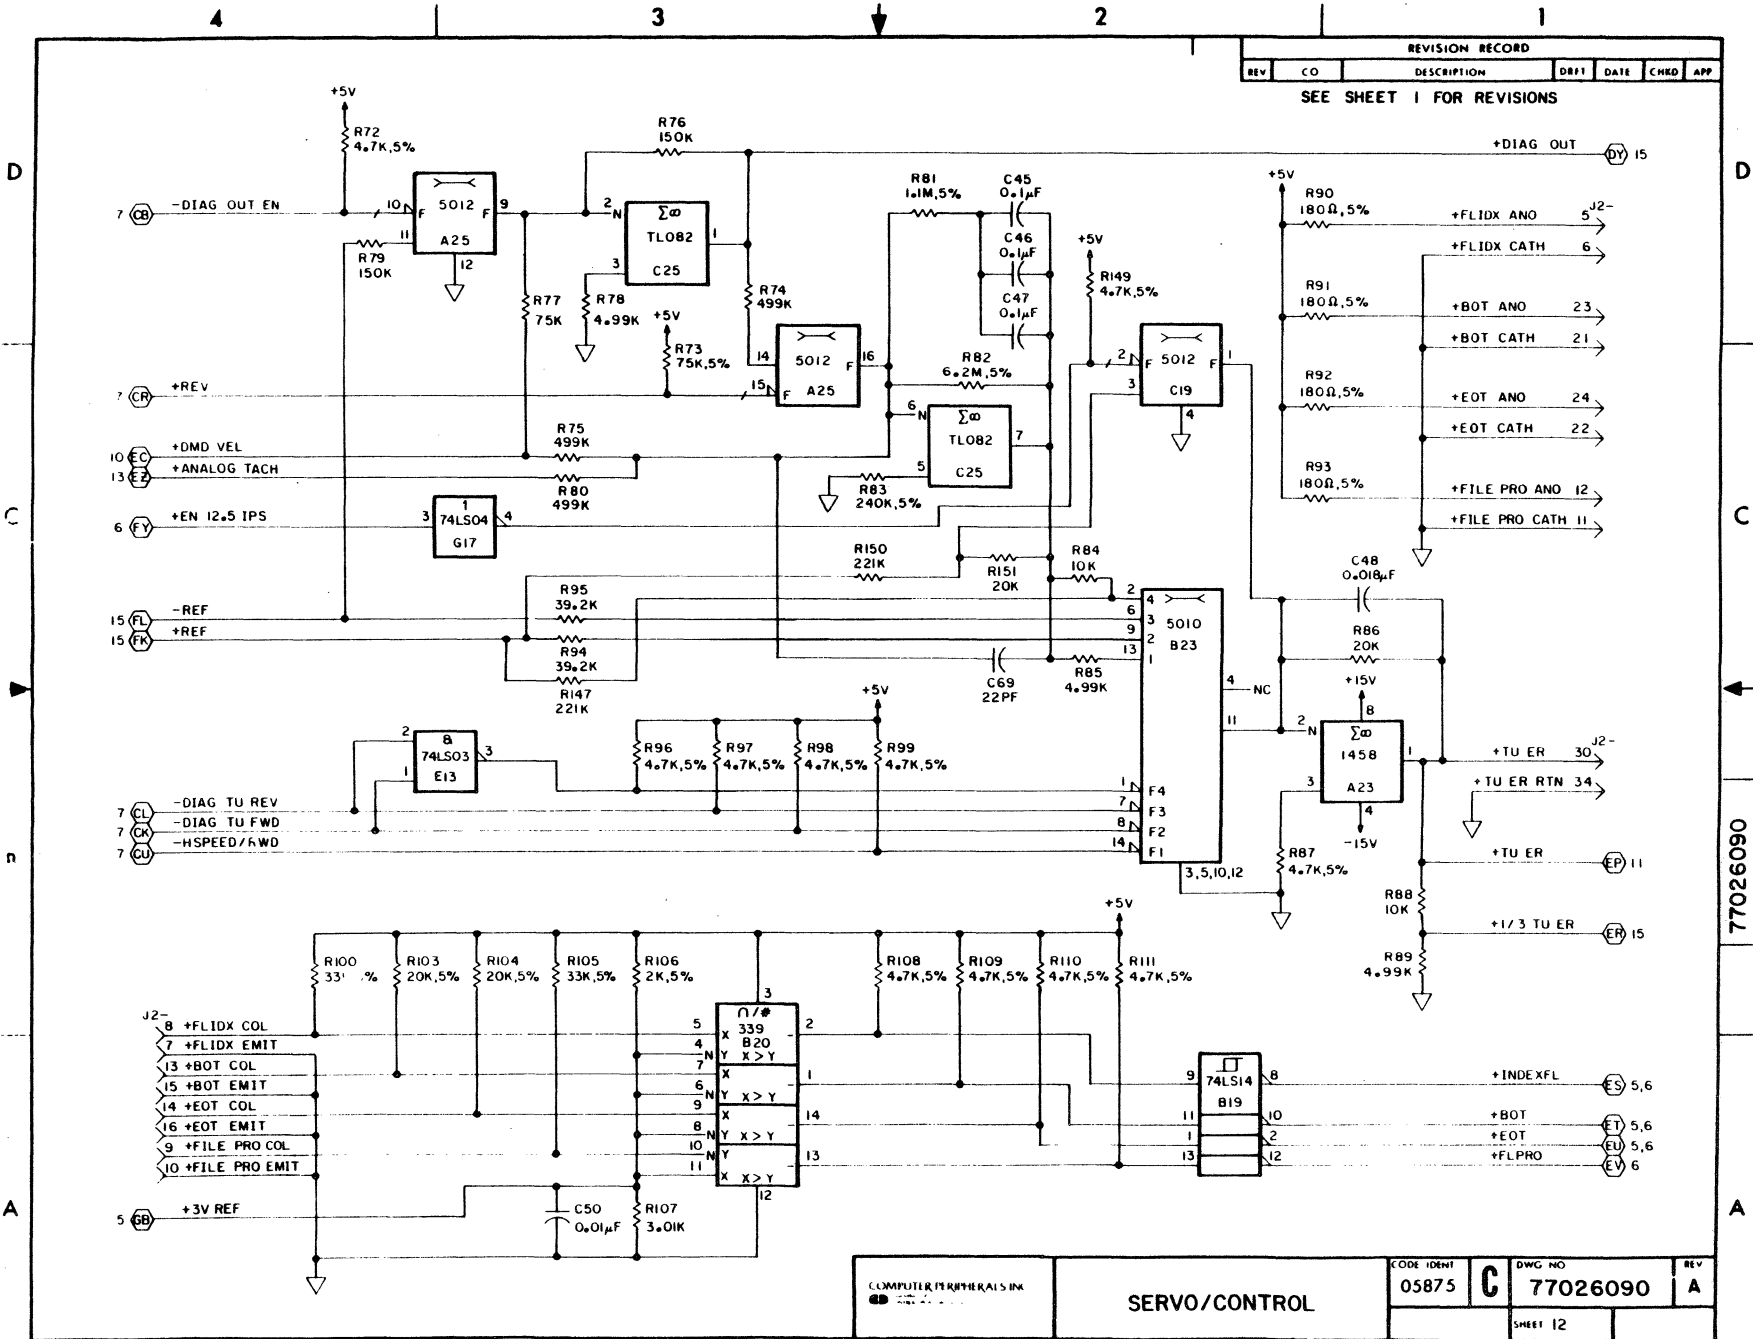 4 3 2 1
REVISION RECORD
REV CO DESCRIPTION DRFT DATE CHKD APP
SEE SHEET 1 FOR REVISIONS
D
D
+5V
R72
4.7K,5%
R76
150K
+DIAG OUT DY 15
7 CB -DIAG OUT EN
10 F 5012 F 9
11 A25
12
R79
150K
2 N Σ∞ 1
TL082
3 C25
R77
75K
R78
4.99K
R74
499K
+5V
R73
75K,5%
14 5012 F 16
15 F A25
R81
1.1M,5%
C45
0.1µF
C46
0.1µF
C47
0.1µF
R82
6.2M,5%
6 N Σ∞
TL082 7
5 C25
R83
240K,5%
+5V
R149
4.7K,5%
2 F 5012 F 1
3 C19
4
+5V
R90
180Ω,5%
+FLIDX ANO 5 J2-
+FLIDX CATH 6
R91
180Ω,5%
+BOT ANO 23
+BOT CATH 21
R92
180Ω,5%
+EOT ANO 24
+EOT CATH 22
R93
180Ω,5%
+FILE PRO ANO 12
+FILE PRO CATH 11
7 CR +REV
10 EC +DMD VEL
13 EZ +ANALOG TACH
R75
499K
R80
499K
C
C
6 FY +EN 12.5 IPS
1
3 74LS04 4
G17
R150
221K
R151
20K
R84
10K
15 FL -REF
15 FK +REF
R95
39.2K
R94
39.2K
R147
221K
C69
22PF
R85
4.99K
2 4
6 3 5010
9 2 B23
13 1
4 NC
11
1 F4
7 F3
8 F2
14 F1
3,5,10,12
C48
0.018µF
R86
20K
+15V
8
2 N Σ∞
1458 1
3 A23
4
-15V
R87
4.7K,5%
+TU ER 30 J2-
+TU ER RTN 34
+TU ER EP 11
R88
10K
+1/3 TU ER ER 15
R89
4.99K
77026090
2 & 3
74LS03
1 E13
+5V
R96
4.7K,5%
R97
4.7K,5%
R98
4.7K,5%
R99
4.7K,5%
7 CL -DIAG TU REV
7 CK -DIAG TU FWD
7 CU
+5V
R100
R103
20K,5%
R104
20K,5%
R105
33K,5%
R106
2K,5%
R108
4.7K,5%
R109
4.7K,5%
R110
4.7K,5%
R111
4.7K,5%
J2-
8 +FLIDX COL
7 +FLIDX EMIT
13 +BOT COL
15 +BOT EMIT
14 +EOT COL
16 +EOT EMIT
9 +FILE PRO COL
10 +FILE PRO EMIT
3
∩/#
5 X 339 2
4 N Y B20 X>Y
7 X 1
6 N Y X>Y
9 X 14
8 N Y X>Y
10 N Y 13
11 X X>Y
12
9 74LS14 8
B19
11 10
1 2
13 12
+INDEXFL ES 5,6
+BOT ET 5,6
+EOT EU 5,6
+FLPRO EV 6
A
A
5 GB +3V REF
C50
0.01µF
R107
3.01K
COMPUTER PERIPHERALS INC
SERVO/CONTROL
CODE IDENT
05875
C
DWG NO
77026090
REV
A
SHEET 12